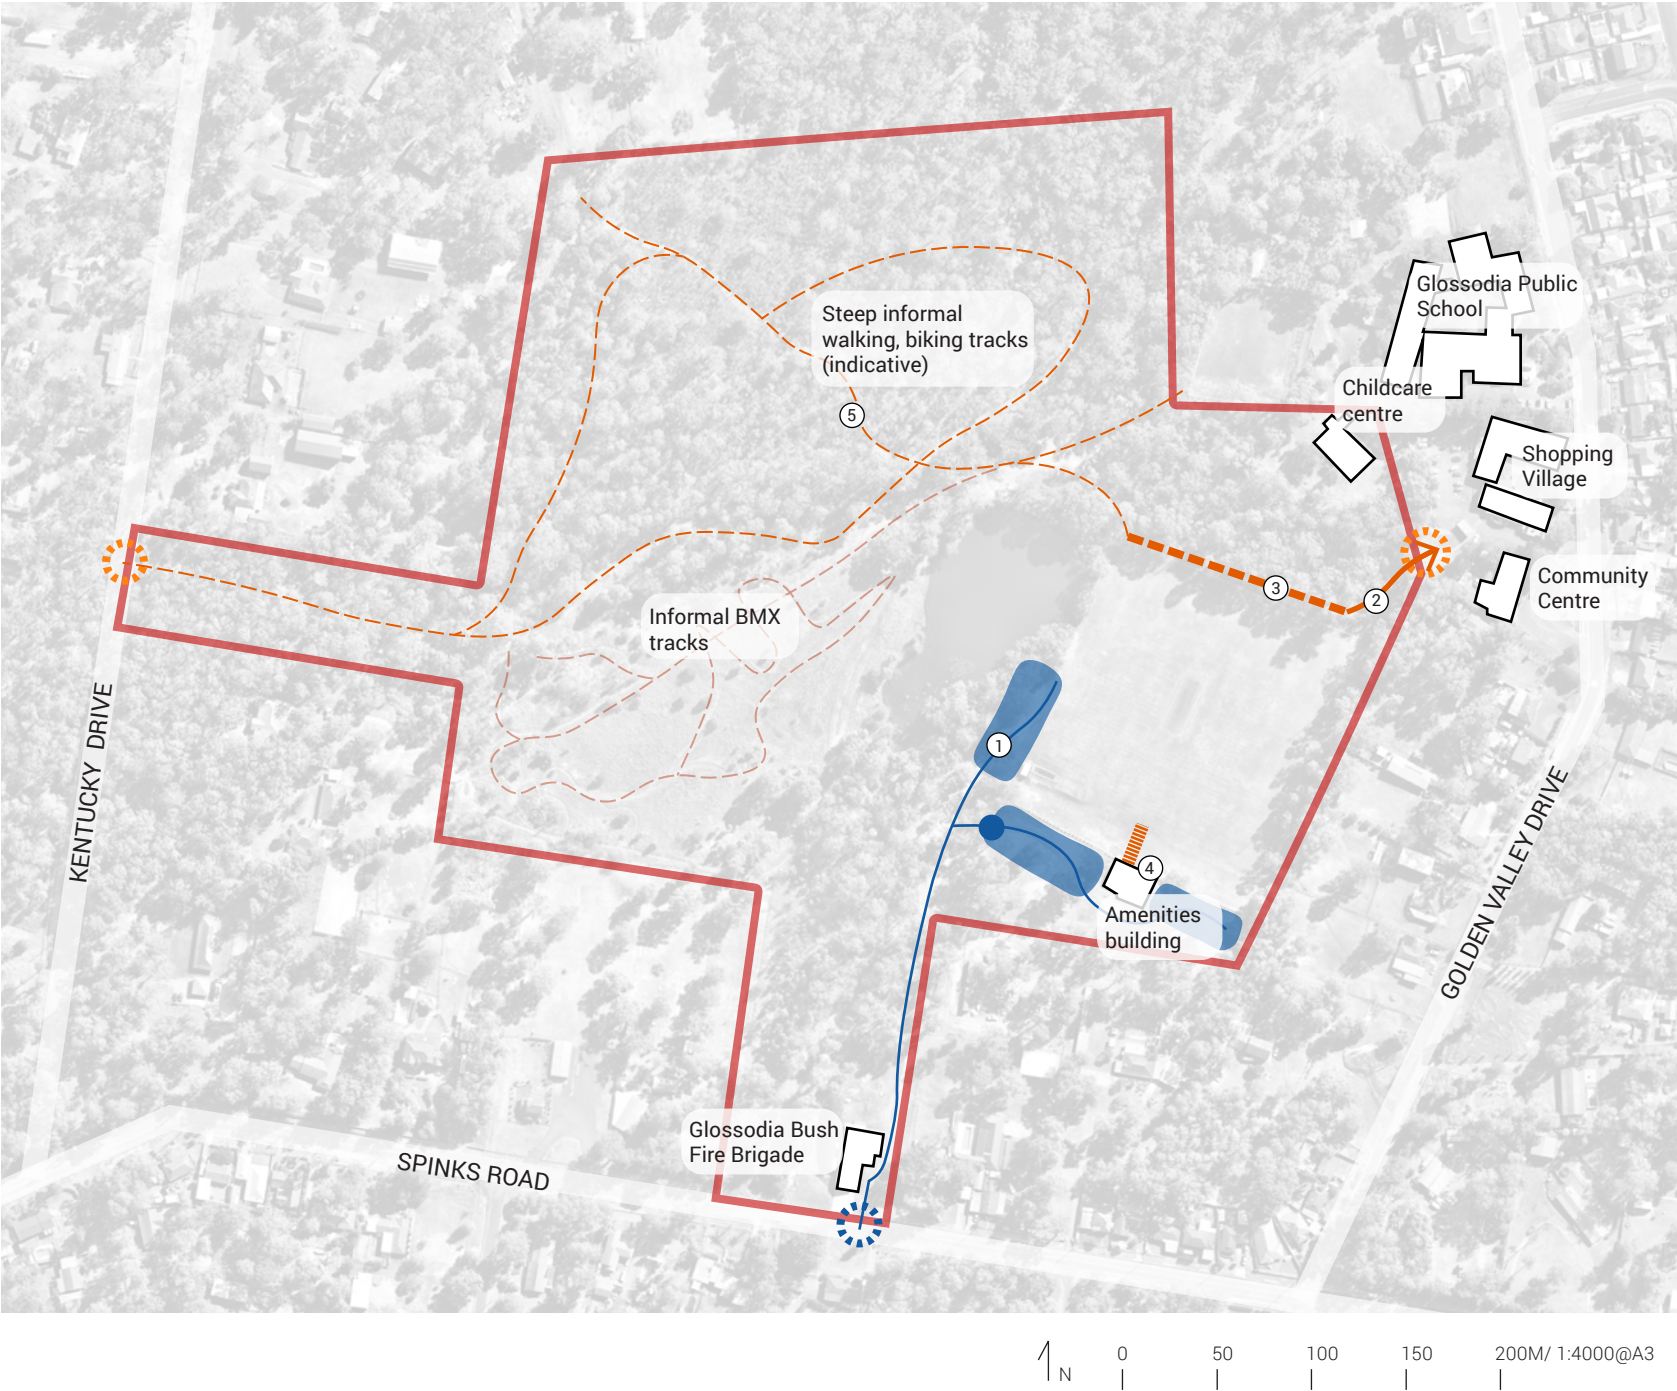 Glossodia Public
School
Steep informal
walking, biking tracks
(indicative)
Childcare
centre
5
Shopping
Village
3
2
Community
Centre
Informal BMX
tracks
KENTUCKY DRIVE
1
GOLDEN VALLEY DRIVE
4
Amenities
building
Glossodia Bush
Fire Brigade
SPINKS ROAD
N
0 50 100 150 200M/ 1:4000@A3